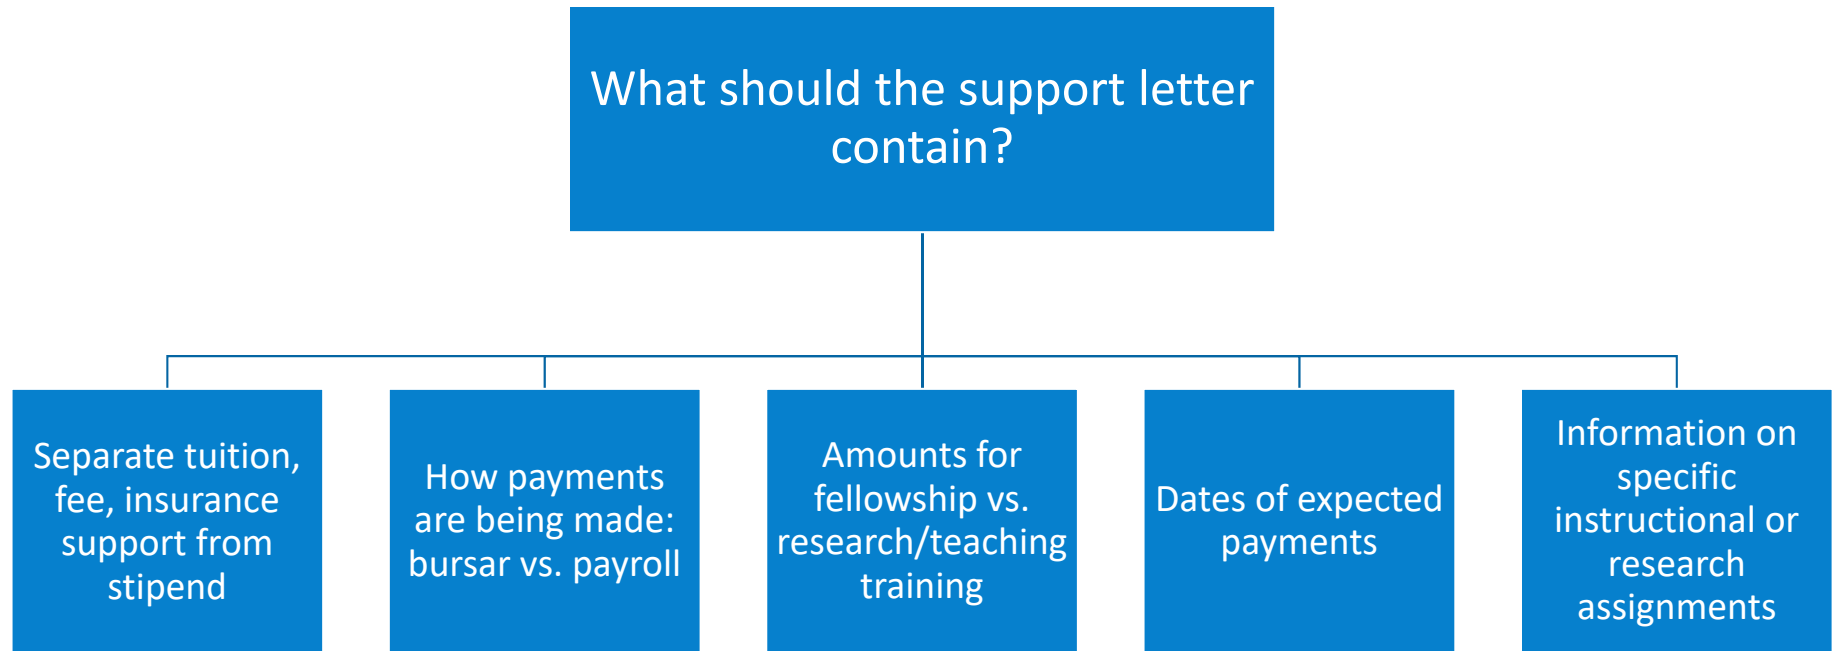 What should the support letter
contain?
Separate tuition,
fee, insurance
support from
stipend
How payments
are being made:
bursar vs. payroll
Amounts for
fellowship vs.
research/teaching
training
Dates of expected
payments
Information on
specific
instructional or
research
assignments